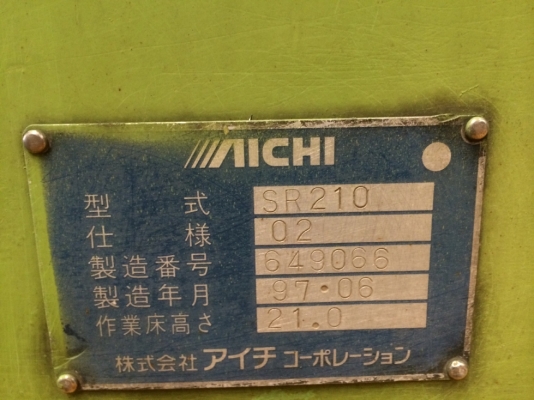 AICHI
型 式 SR210
仕 様 02
製造番号 649066
製造年月 97・06
作業床高さ 21.0
株式会社 アイチ コーポレーション